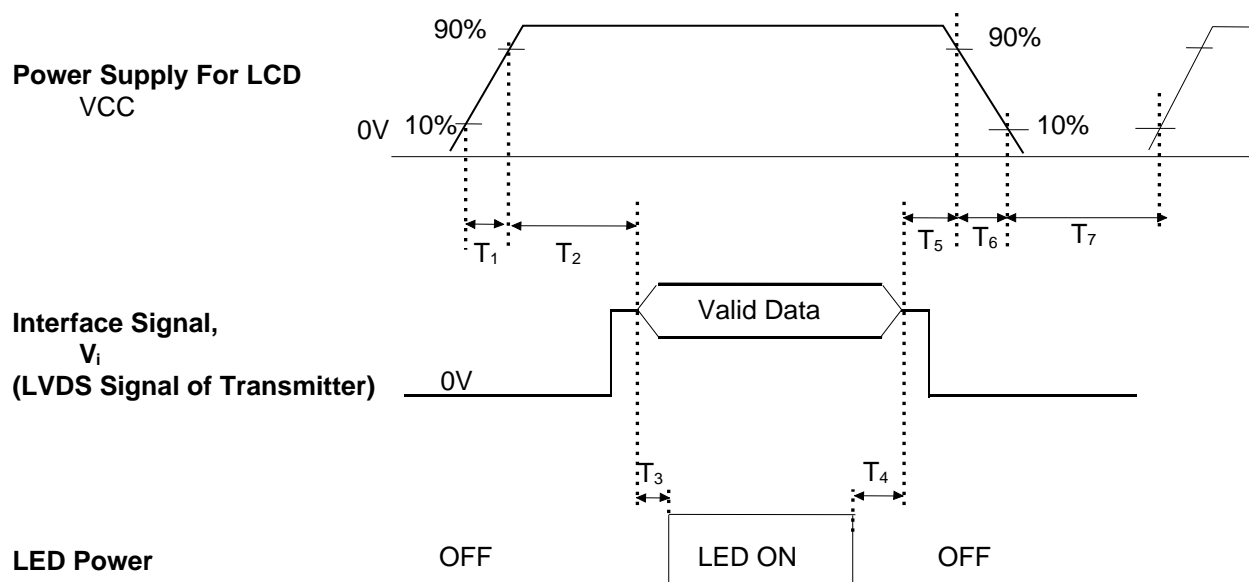 90%
90%
Power Supply For LCD
VCC
0V
10%
10%
T1
T2
T5
T6
T7
Valid Data
Interface Signal,
Vi
(LVDS Signal of Transmitter)
0V
T3
T4
LED Power
OFF
LED ON
OFF